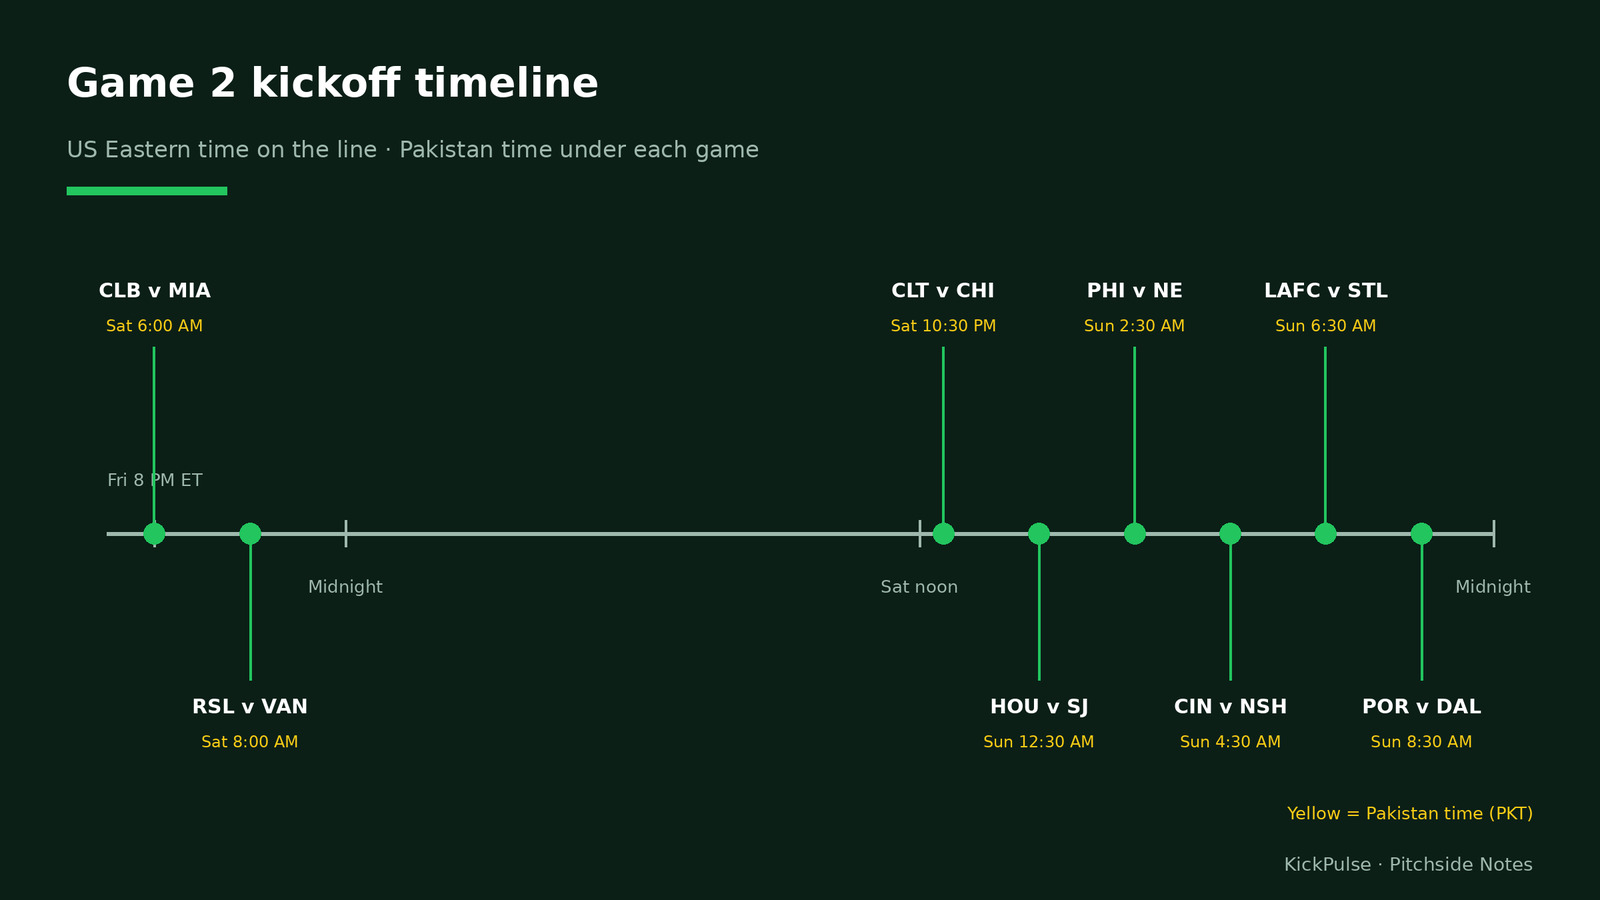 Game 2 kickoff timeline
US Eastern time on the line · Pakistan time under each game
CLB v MIA
Sat 6:00 AM
CLT v CHI
Sat 10:30 PM
PHI v NE
Sun 2:30 AM
LAFC v STL
Sun 6:30 AM
Fri 8 PM ET
Midnight
Sat noon
Midnight
RSL v VAN
Sat 8:00 AM
HOU v SJ
Sun 12:30 AM
CIN v NSH
Sun 4:30 AM
POR v DAL
Sun 8:30 AM
Yellow = Pakistan time (PKT)
KickPulse · Pitchside Notes